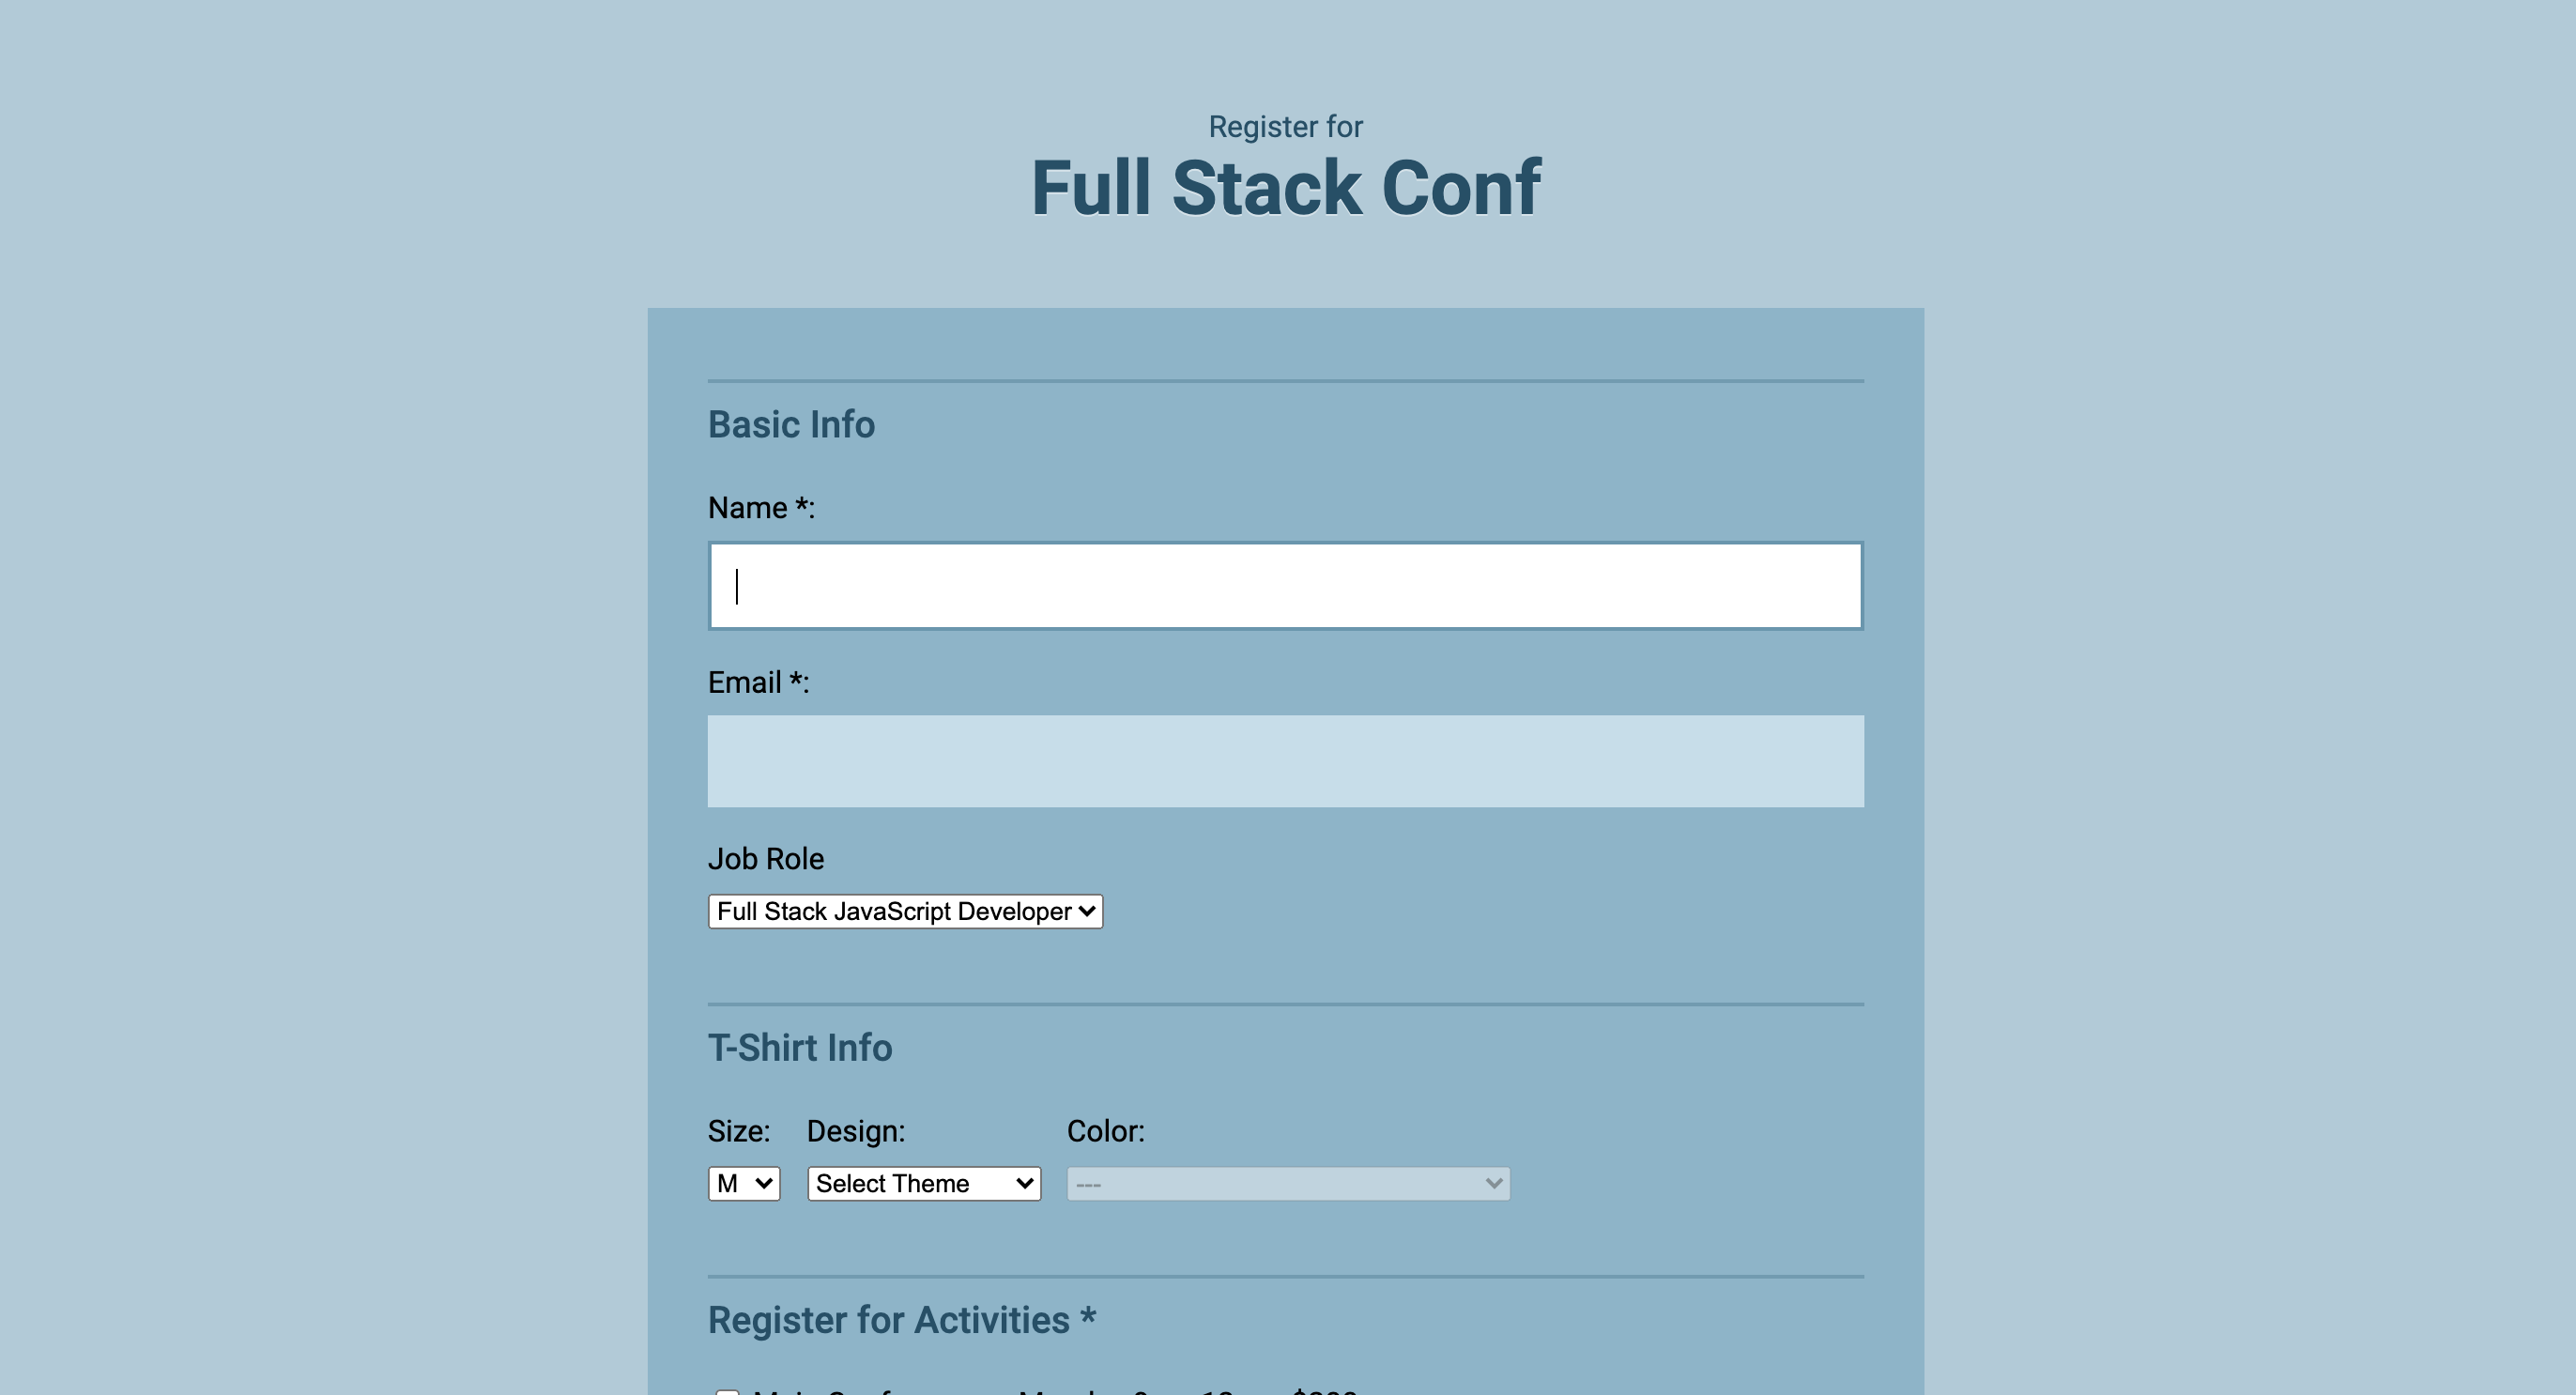 Register for
Full Stack Conf
Basic Info
Name *:
Email *:
Job Role
Full Stack JavaScript Developer
T-Shirt Info
Size: Design: Color:
M Select Theme ---
Register for Activities *